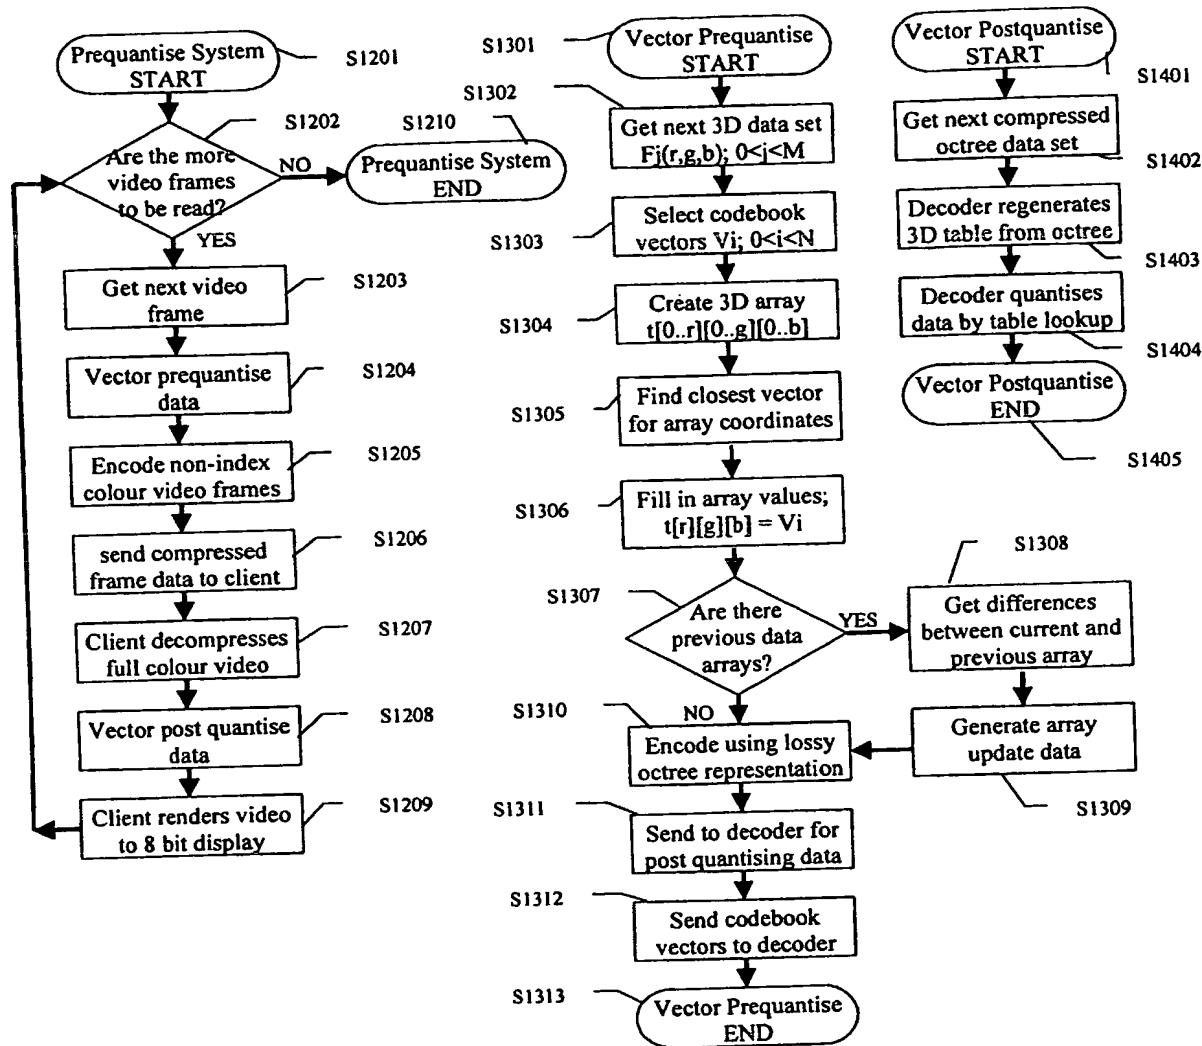 Prequantise System
START
S1201
S1202
Are the more
video frames
to be read?
NO
S1210
Prequantise System
END
YES
Get next video
frame
S1203
Vector prequantise
data
S1204
Encode non-index
colour video frames
S1205
send compressed
frame data to client
S1206
Client decompresses
full colour video
S1207
Vector post quantise
data
S1208
Client renders video
to 8 bit display
S1209
S1301
Vector Prequantise
START
S1302
Get next 3D data set
Fj(r,g,b); 0<j<M
S1303
Select codebook
vectors Vi; 0<i<N
S1304
Create 3D array
t[0..r][0..g][0..b]
S1305
Find closest vector
for array coordinates
S1306
Fill in array values;
t[r][g][b] = Vi
S1307
Are there
previous data
arrays?
YES
S1308
Get differences
between current and
previous array
Generate array
update data
S1309
NO
S1310
Encode using lossy
octree representation
S1311
Send to decoder for
post quantising data
S1312
Send codebook
vectors to decoder
S1313
Vector Prequantise
END
Vector Postquantise
START
S1401
Get next compressed
octree data set
S1402
Decoder regenerates
3D table from octree
S1403
Decoder quantises
data by table lookup
S1404
Vector Postquantise
END
S1405